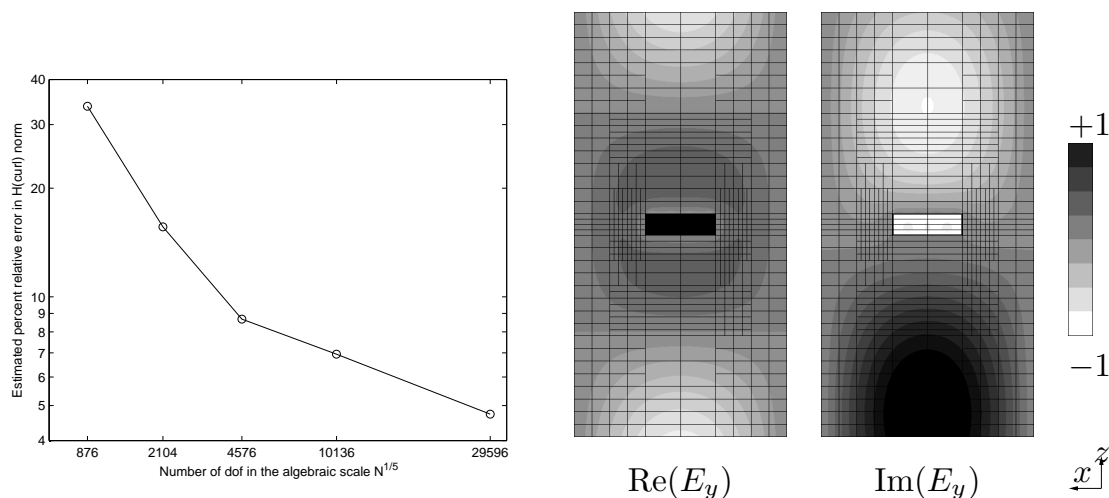 Estimated percent relative error in H(curl) norm
40
30
20
10
9
8
7
6
5
4
876 2104 4576 10136 29596
Number of dof in the algebraic scale N^{1/5}
Re(E_y)
Im(E_y)
+1
−1
z
x